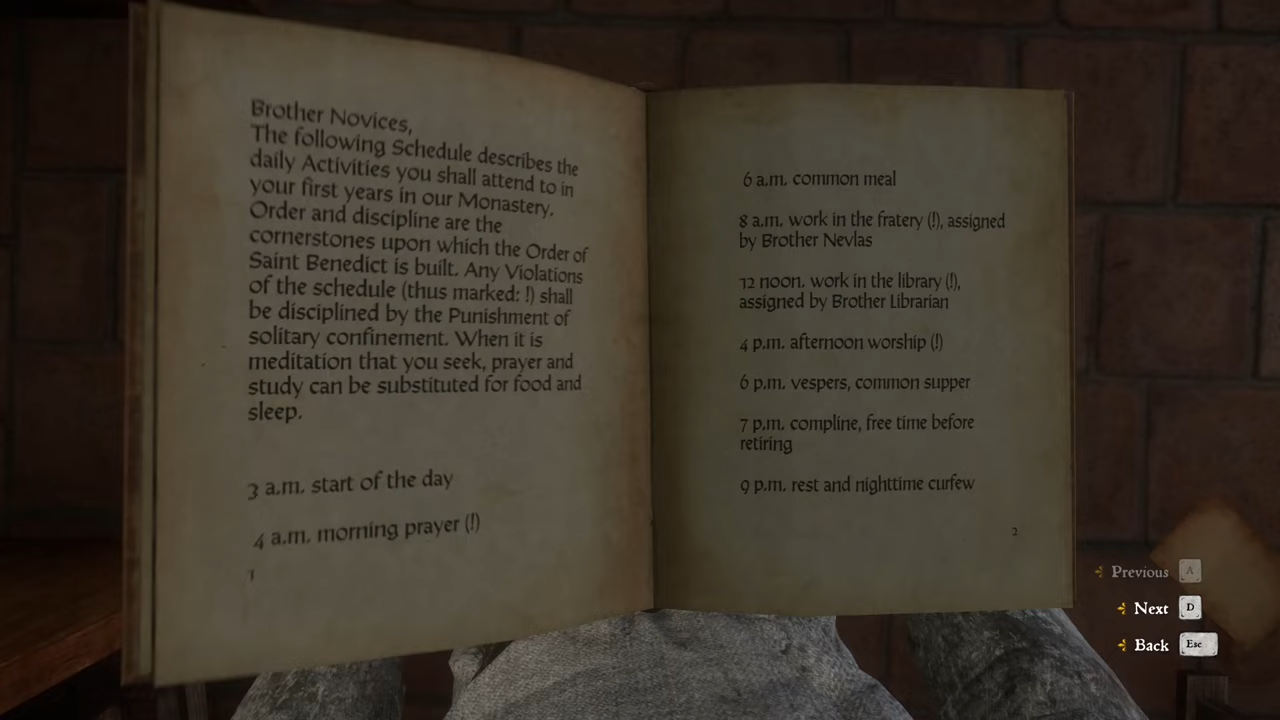 Brother Novices,
The following Schedule describes the
daily Activities you shall attend to in
your first years in our Monastery.
Order and discipline are the
cornerstones upon which the Order of
Saint Benedict is built. Any Violations
of the schedule (thus marked: !) shall
be disciplined by the Punishment of
solitary confinement. When it is
meditation that you seek, prayer and
study can be substituted for food and
sleep.
3 a.m. start of the day
4 a.m. morning prayer (!)
1
6 a.m. common meal
8 a.m. work in the fratery (!), assigned
by Brother Nevlas
12 noon. work in the library (!),
assigned by Brother Librarian
4 p.m. afternoon worship (!)
6 p.m. vespers, common supper
7 p.m. compline, free time before
retiring
9 p.m. rest and nighttime curfew
2
Previous A
Next D
Back Esc